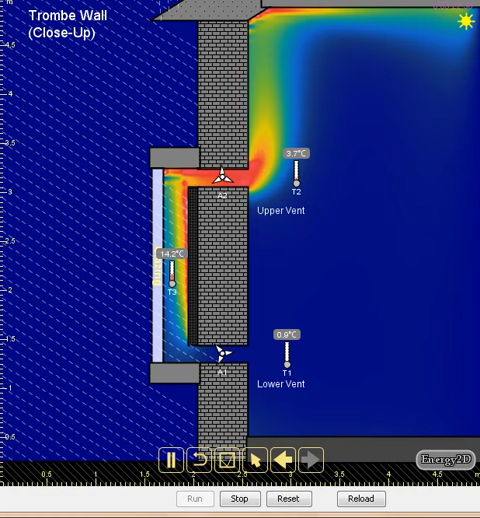 m
Trombe Wall
(Close-Up)
4.5
4
3.5
3.7°C
T2
3
A2
Upper Vent
2.5
14.2°C
T3
2
1.5
0.9°C
A1
T1
Lower Vent
1
0.5
Energy2D
0.5
1
1.5
2
2.5
3
3.5
4
4.5
m
Run
Stop
Reset
Reload